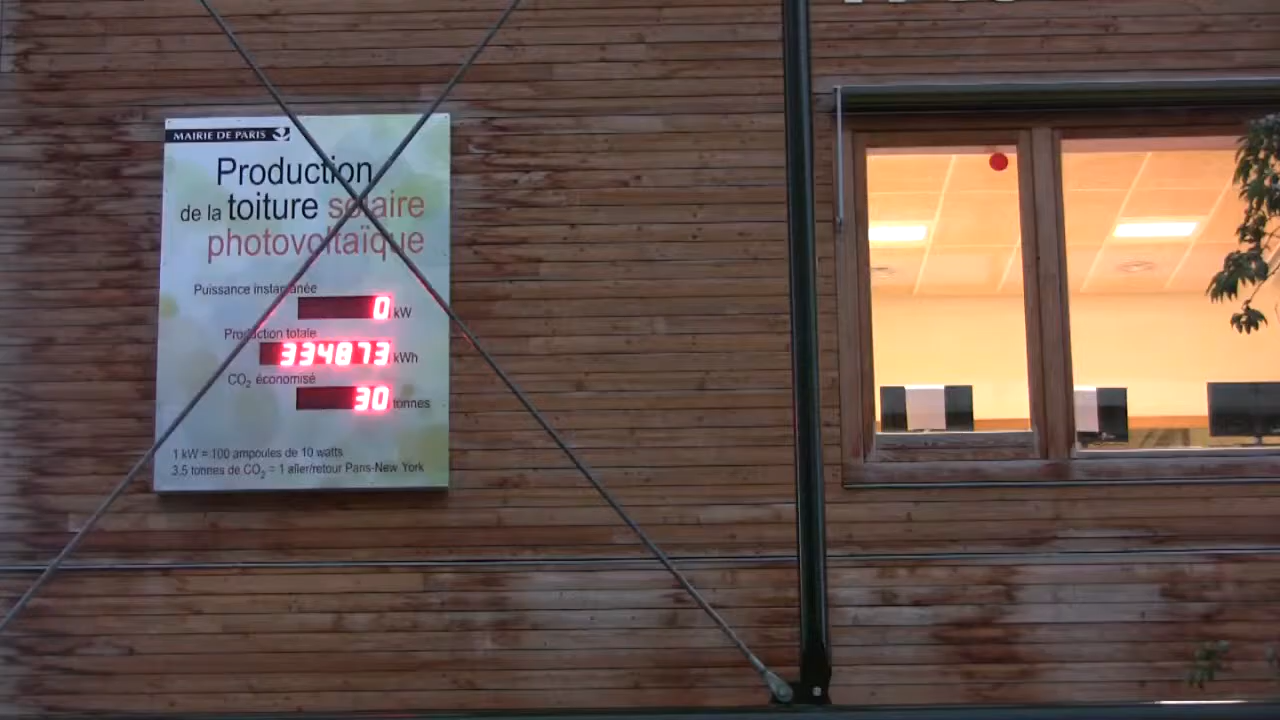 MAIRIE DE PARIS
Production
de la toiture solaire
photovoltaïque
Puissance instantanée
0 kW
Production totale
334873 kWh
CO₂ économisé
30 tonnes
1 kW = 100 ampoules de 10 watts
3.5 tonnes de CO₂ = 1 aller/retour Paris-New York